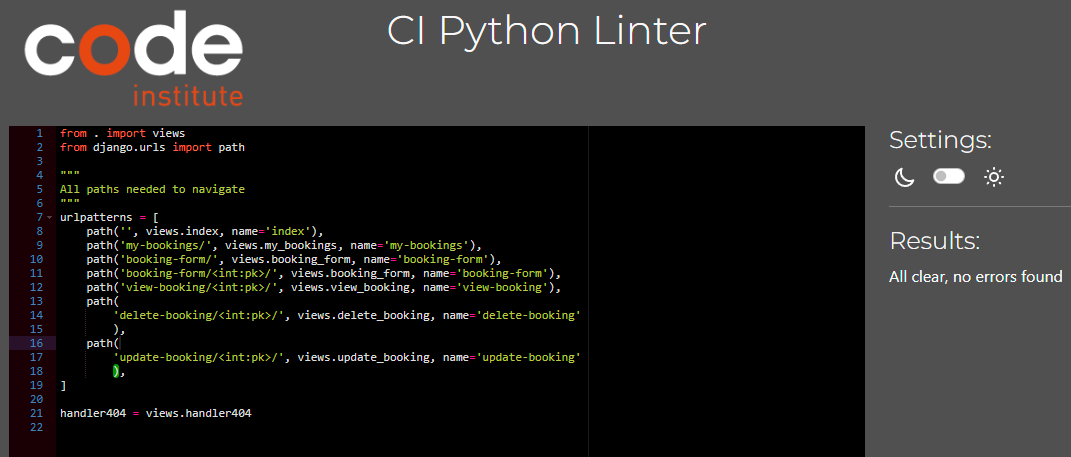 code
institute
CI Python Linter
1 from . import views
2 from django.urls import path
3
4 """
5 All paths needed to navigate
6 """
7 urlpatterns = [
8     path('', views.index, name='index'),
9     path('my-bookings/', views.my_bookings, name='my-bookings'),
10     path('booking-form/', views.booking_form, name='booking-form'),
11     path('booking-form/<int:pk>/', views.booking_form, name='booking-form'),
12     path('view-booking/<int:pk>/', views.view_booking, name='view-booking'),
13     path(
14         'delete-booking/<int:pk>/', views.delete_booking, name='delete-booking'
15         ),
16     path(
17         'update-booking/<int:pk>/', views.update_booking, name='update-booking'
18         ),
19 ]
20
21 handler404 = views.handler404
22
Settings:
Results:
All clear, no errors found